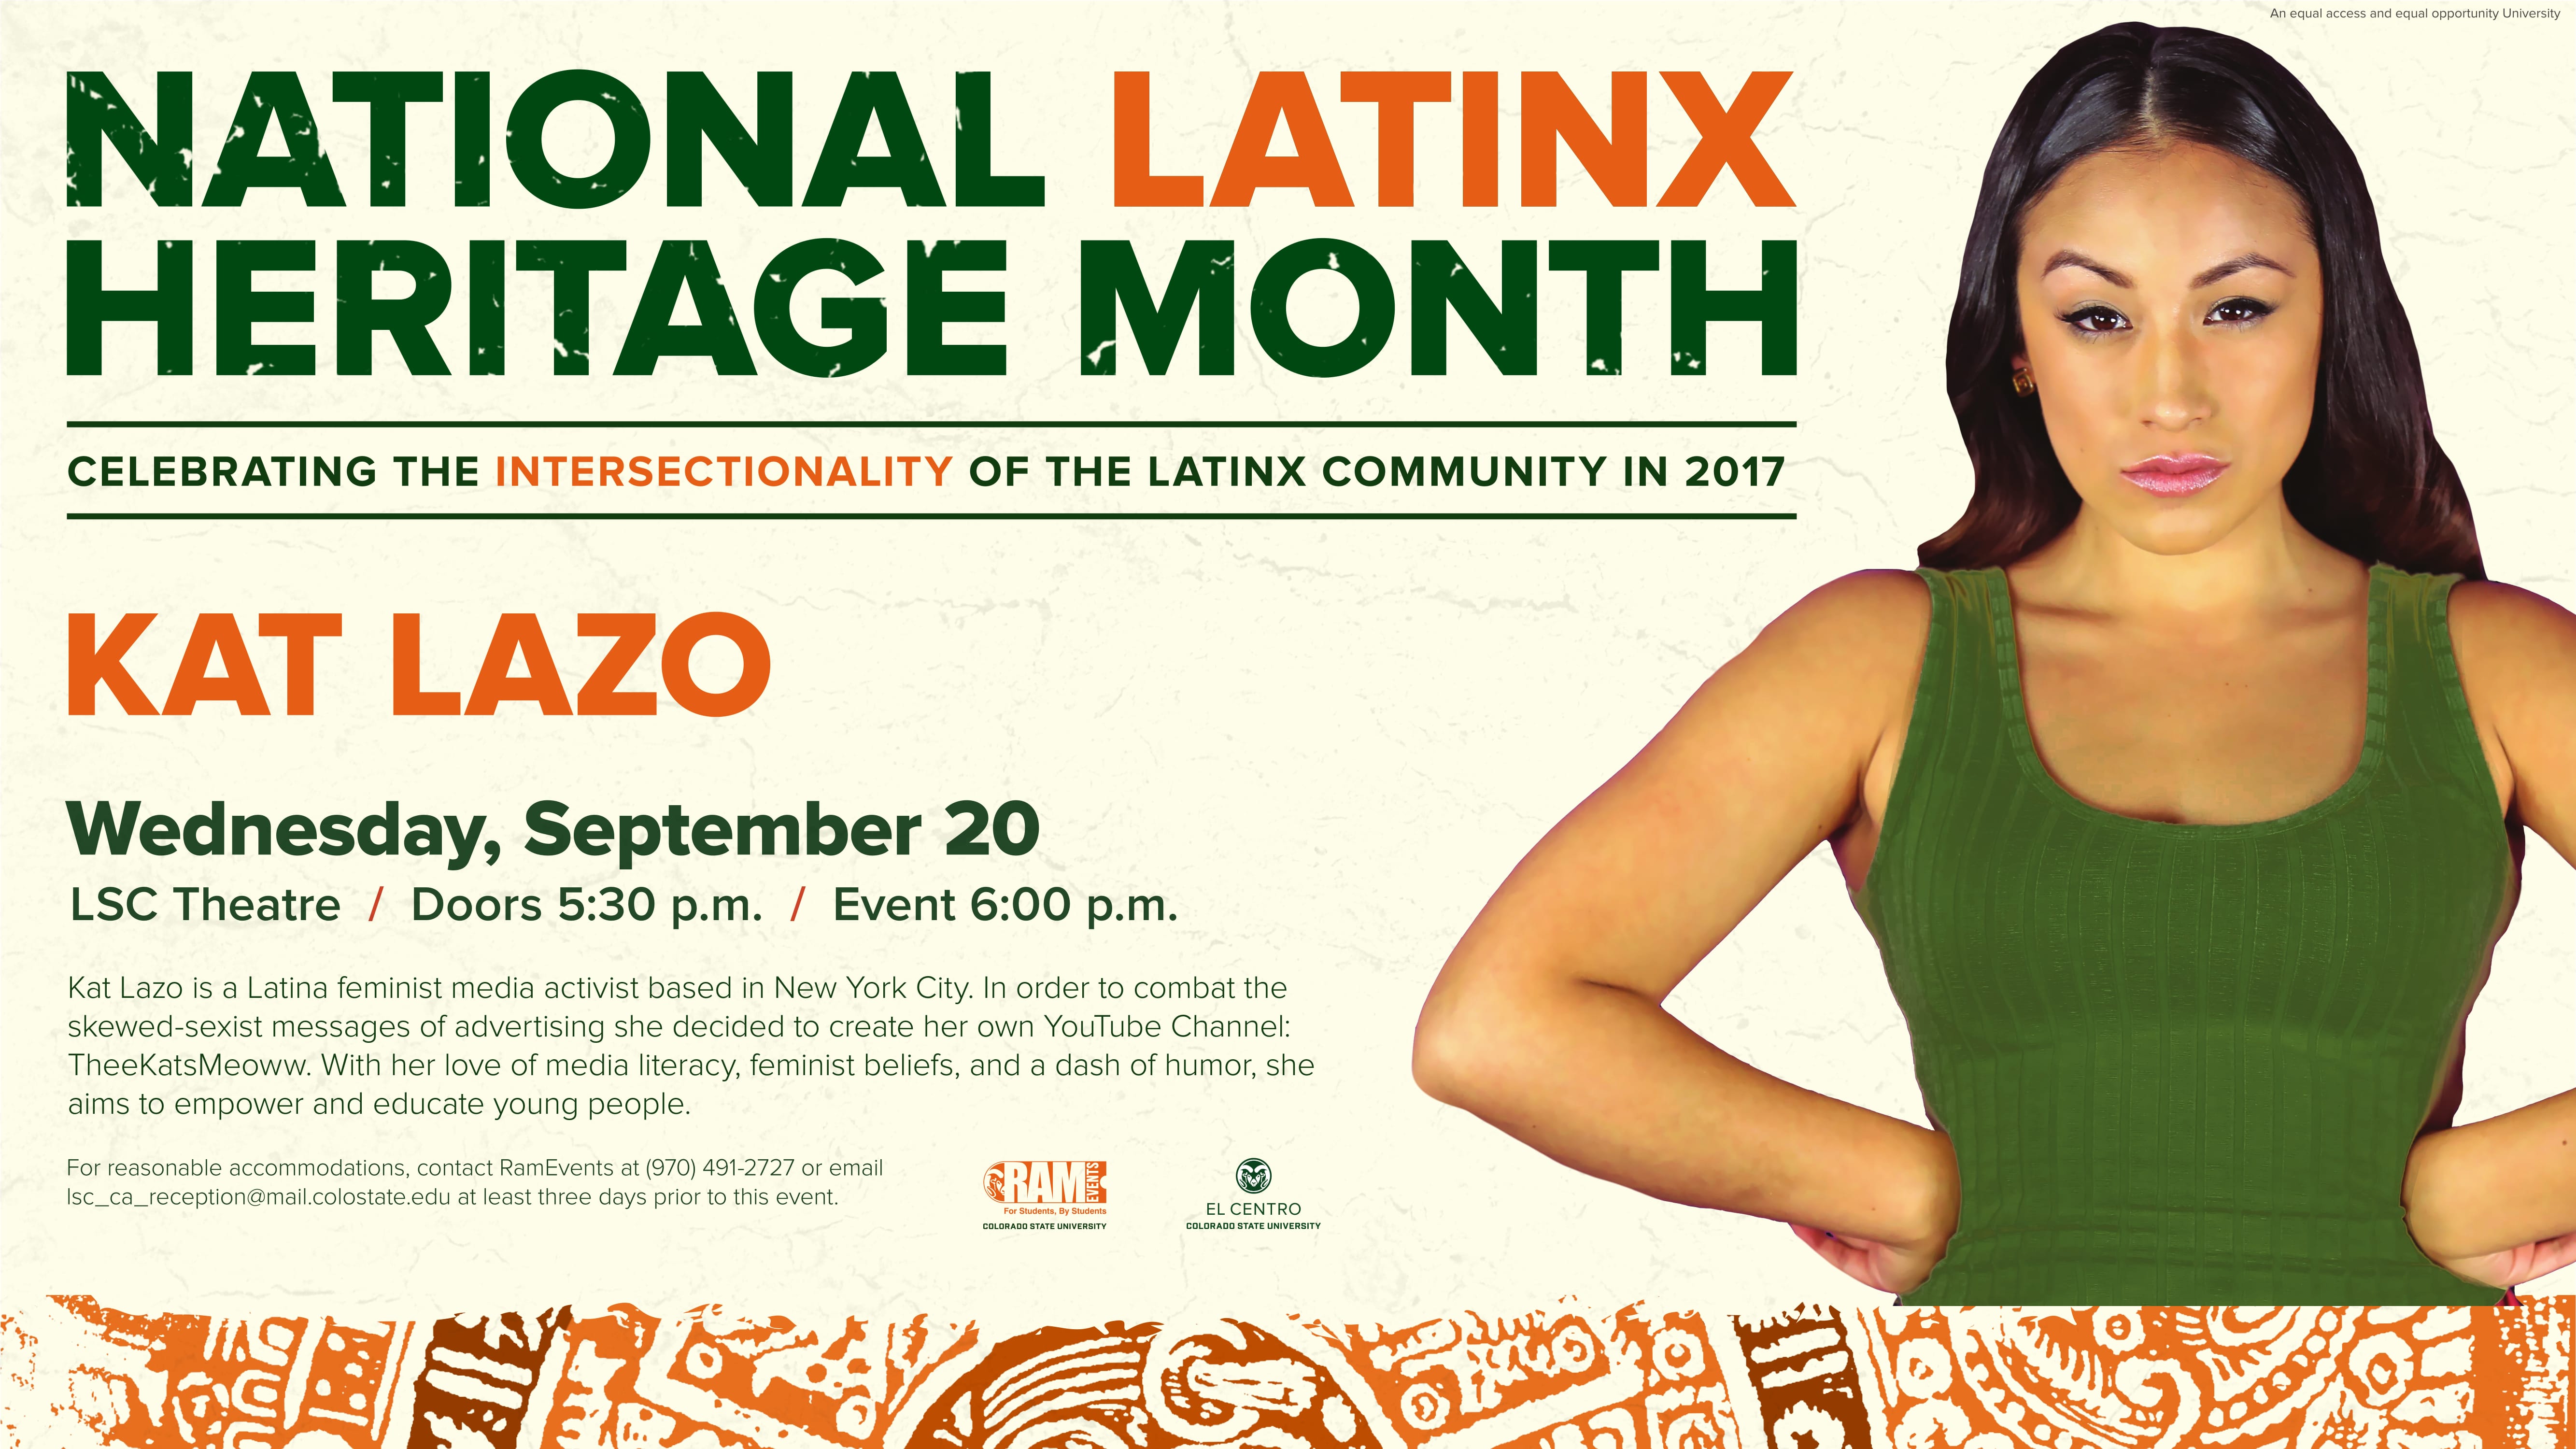 An equal access and equal opportunity University
NATIONAL LATINX
HERITAGE MONTH
CELEBRATING THE INTERSECTIONALITY OF THE LATINX COMMUNITY IN 2017
KAT LAZO
Wednesday, September 20
LSC Theatre / Doors 5:30 p.m. / Event 6:00 p.m.
Kat Lazo is a Latina feminist media activist based in New York City. In order to combat the
skewed-sexist messages of advertising she decided to create her own YouTube Channel:
TheeKatsMeoww. With her love of media literacy, feminist beliefs, and a dash of humor, she
aims to empower and educate young people.
For reasonable accommodations, contact RamEvents at (970) 491-2727 or email
lsc_ca_reception@mail.colostate.edu at least three days prior to this event.
RAM EVENTS
For Students, By Students
COLORADO STATE UNIVERSITY
EL CENTRO
COLORADO STATE UNIVERSITY